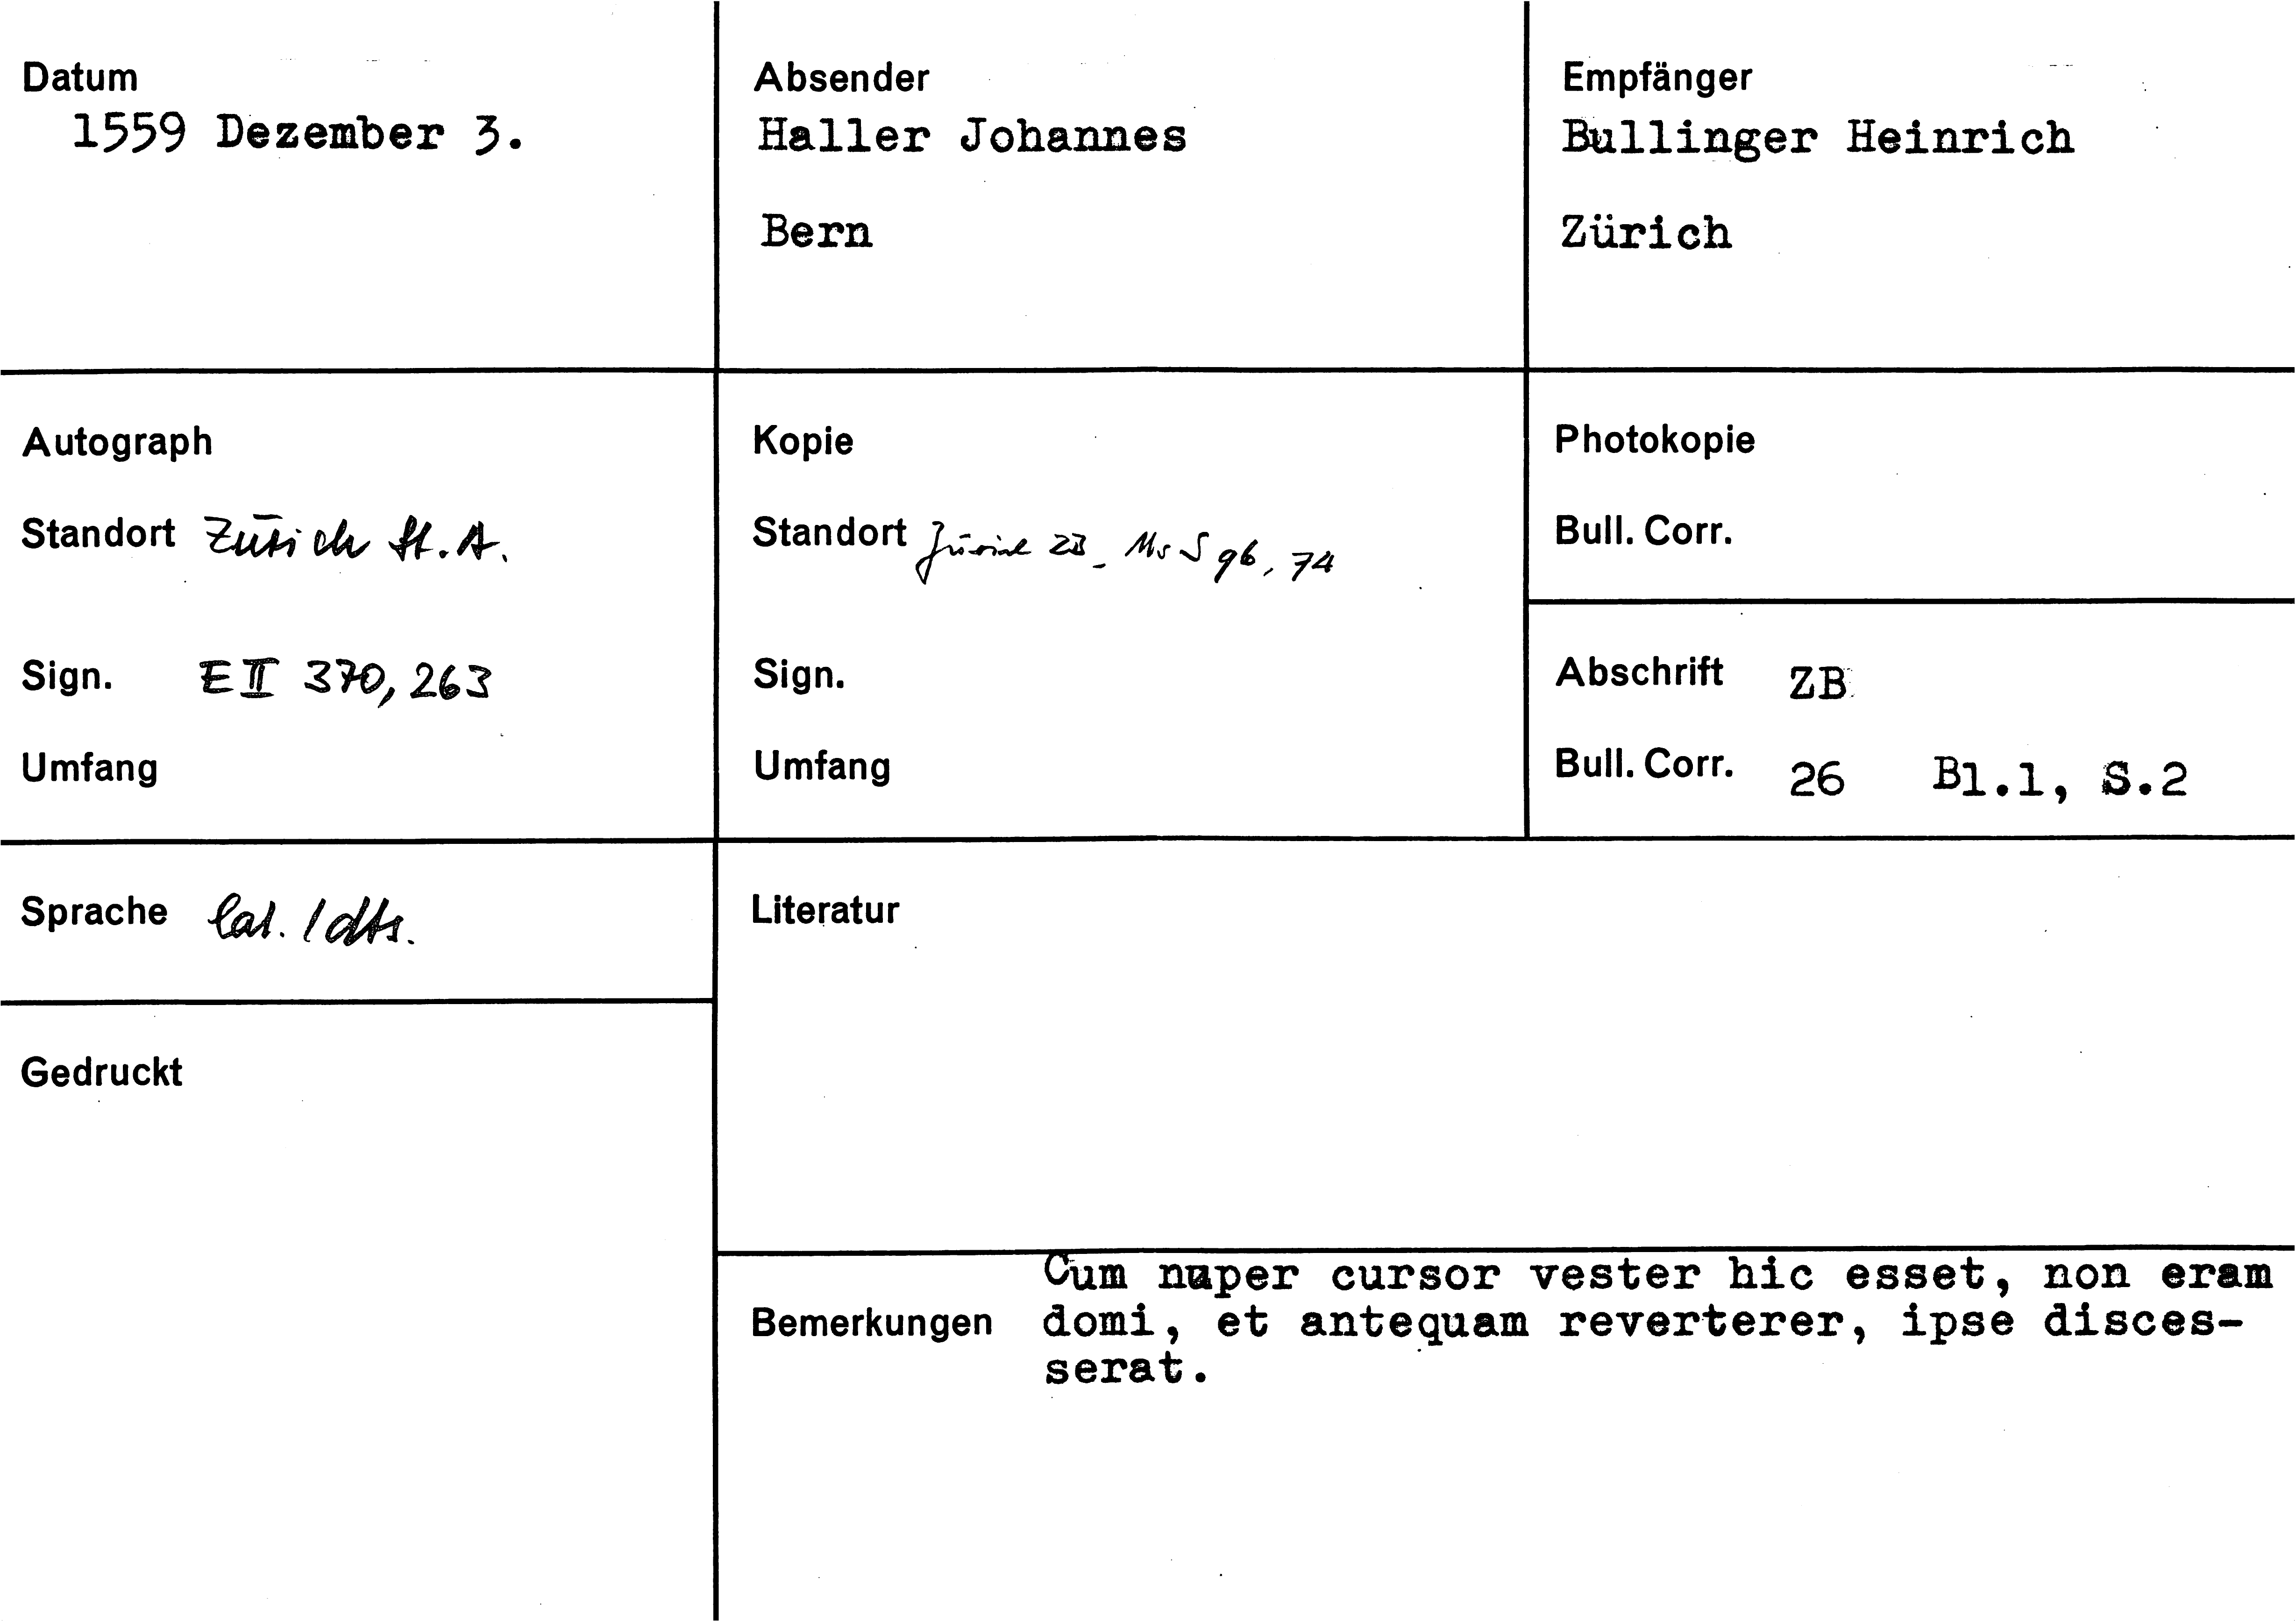 Datum
1559 Dezember 3.
Absender
Haller Johannes
Bern
Empfänger
Bullinger Heinrich
Zürich
Autograph
Standort Zürich St.A.
Sign. E II 370, 263
Umfang
Kopie
Standort Zürich ZB Ms S 96, 74
Sign.
Umfang
Photokopie
Bull. Corr.
Abschrift ZB
Bull. Corr. 26 Bl.1, S.2
Sprache lat. / dts.
Gedruckt
Literatur
Bemerkungen
Cum nuper cursor vester hic esset, non eram
domi, et antequam reverterer, ipse disces-
serat.